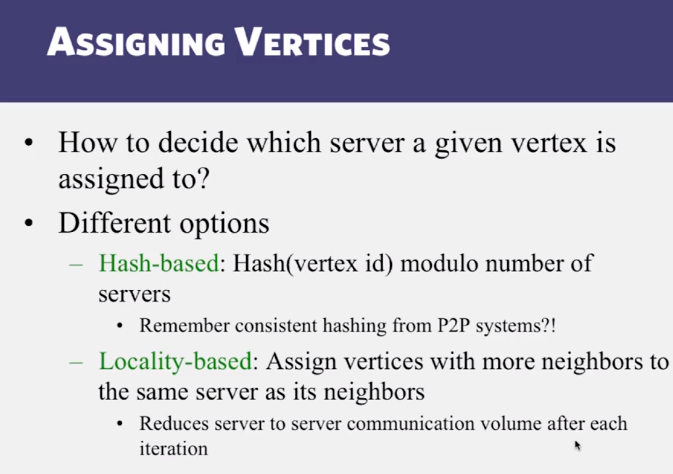 ASSIGNING VERTICES
• How to decide which server a given vertex is
assigned to?
• Different options
– Hash-based: Hash(vertex id) modulo number of
servers
• Remember consistent hashing from P2P systems?!
– Locality-based: Assign vertices with more neighbors to
the same server as its neighbors
• Reduces server to server communication volume after each
iteration